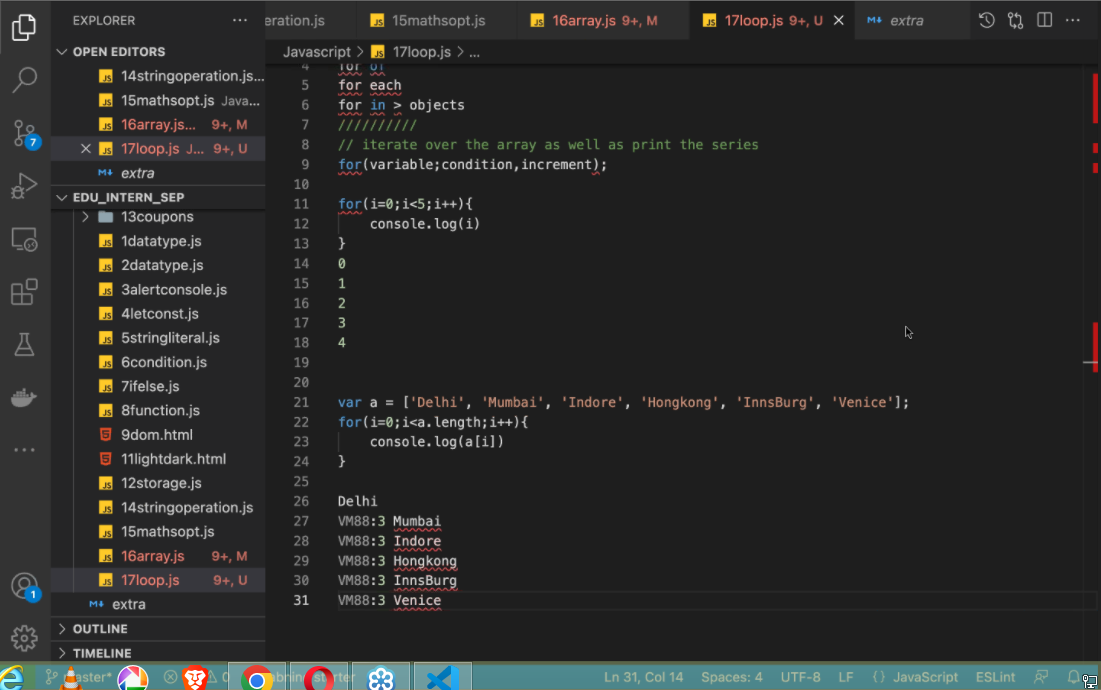 EXPLORER
OPEN EDITORS
14stringoperation.js...
15mathsopt.js Java...
16array.js... 9+, M
17loop.js J... 9+, U
extra
EDU_INTERN_SEP
13coupons
1datatype.js
2datatype.js
3alertconsole.js
4letconst.js
5stringliteral.js
6condition.js
7ifelse.js
8function.js
9dom.html
11lightdark.html
12storage.js
14stringoperation.js
15mathsopt.js
16array.js 9+, M
17loop.js 9+, U
extra
OUTLINE
TIMELINE
7
1
eration.js 15mathsopt.js 16array.js 9+, M 17loop.js 9+, U extra
Javascript > 17loop.js > ...
4 for of
5 for each
6 for in > objects
7 //////////
8 // iterate over the array as well as print the series
9 for(variable;condition,increment);
10
11 for(i=0;i<5;i++){
12 console.log(i)
13 }
14 0
15 1
16 2
17 3
18 4
19
20
21 var a = ['Delhi', 'Mumbai', 'Indore', 'Hongkong', 'InnsBurg', 'Venice'];
22 for(i=0;i<a.length;i++){
23 console.log(a[i])
24 }
25
26 Delhi
27 VM88:3 Mumbai
28 VM88:3 Indore
29 VM88:3 Hongkong
30 VM88:3 InnsBurg
31 VM88:3 Venice
Ln 31, Col 14 Spaces: 4 UTF-8 LF {} JavaScript ESLint